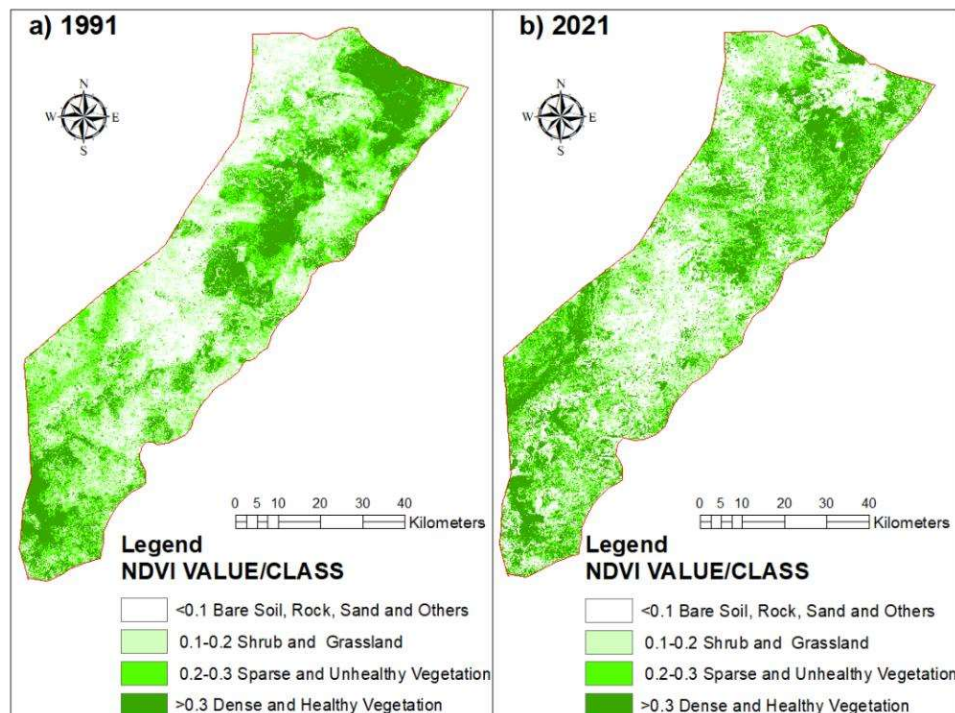 a) 1991
N
W E
S
0 5 10 20 30 40
Kilometers
Legend
NDVI VALUE/CLASS
<0.1 Bare Soil, Rock, Sand and Others
0.1-0.2 Shrub and Grassland
0.2-0.3 Sparse and Unhealthy Vegetation
>0.3 Dense and Healthy Vegetation
b) 2021
N
W E
S
0 5 10 20 30 40
Kilometers
Legend
NDVI VALUE/CLASS
<0.1 Bare Soil, Rock, Sand and Others
0.1-0.2 Shrub and Grassland
0.2-0.3 Sparse and Unhealthy Vegetation
>0.3 Dense and Healthy Vegetation